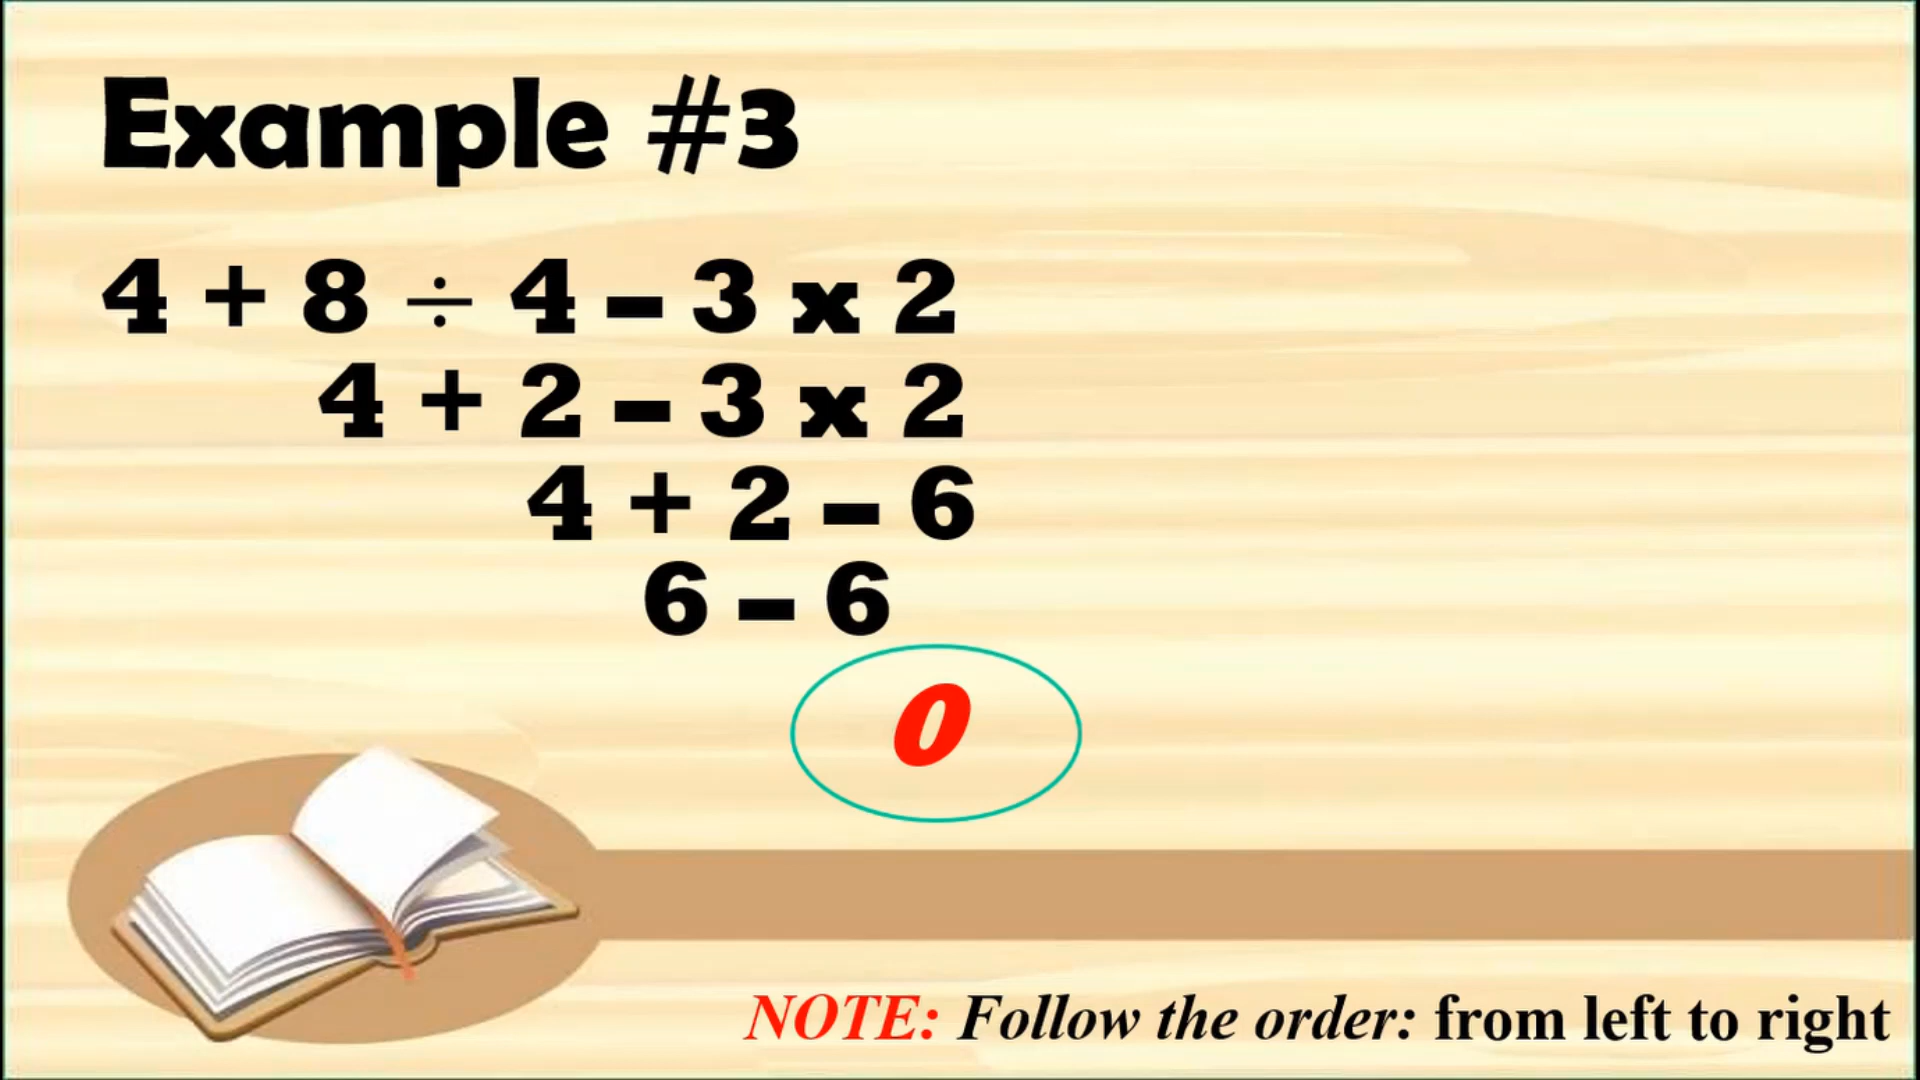 Example #3
4 + 8 ÷ 4 – 3 x 2
4 + 2 – 3 x 2
4 + 2 – 6
6 – 6
0
NOTE: Follow the order: from left to right